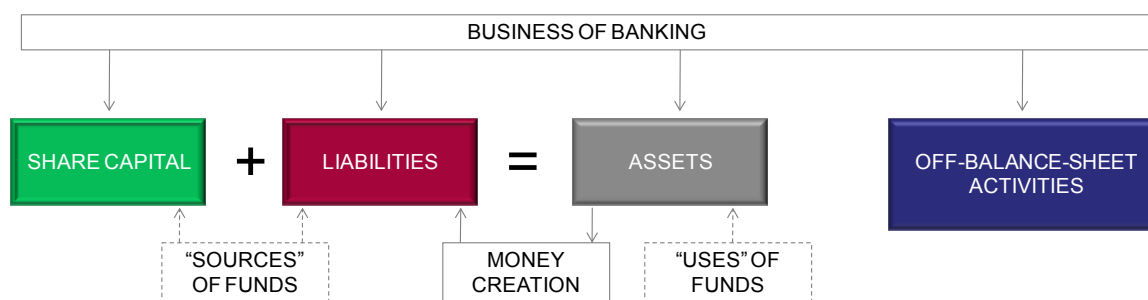 BUSINESS OF BANKING
SHARE CAPITAL
+
LIABILITIES
=
ASSETS
OFF-BALANCE-SHEET
ACTIVITIES
“SOURCES”
OF FUNDS
MONEY
CREATION
“USES” OF
FUNDS